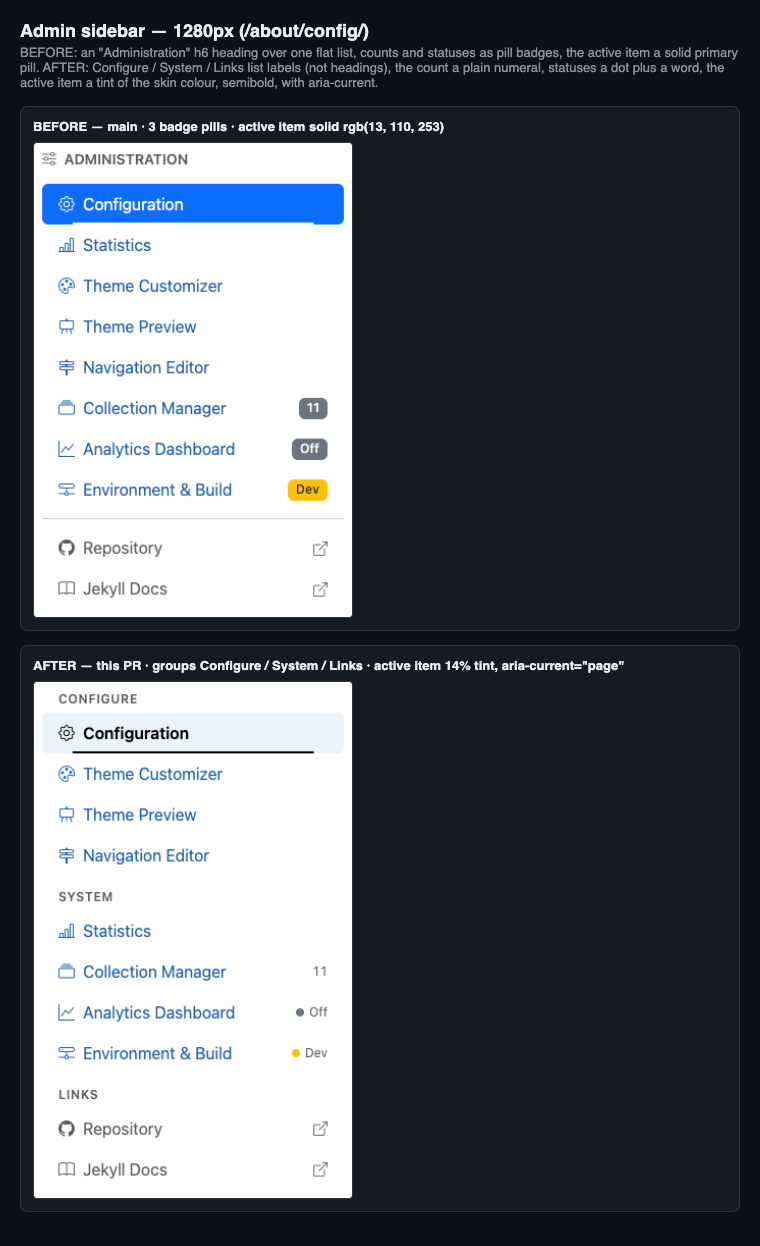 Admin sidebar — 1280px (/about/config/)
BEFORE: an "Administration" h6 heading over one flat list, counts and statuses as pill badges, the active item a solid primary
pill. AFTER: Configure / System / Links list labels (not headings), the count a plain numeral, statuses a dot plus a word, the
active item a tint of the skin colour, semibold, with aria-current.
BEFORE — main · 3 badge pills · active item solid rgb(13, 110, 253)
ADMINISTRATION
Configuration
Statistics
Theme Customizer
Theme Preview
Navigation Editor
Collection Manager 11
Analytics Dashboard Off
Environment & Build Dev
Repository
Jekyll Docs
AFTER — this PR · groups Configure / System / Links · active item 14% tint, aria-current="page"
CONFIGURE
Configuration
Theme Customizer
Theme Preview
Navigation Editor
SYSTEM
Statistics
Collection Manager 11
Analytics Dashboard Off
Environment & Build Dev
LINKS
Repository
Jekyll Docs